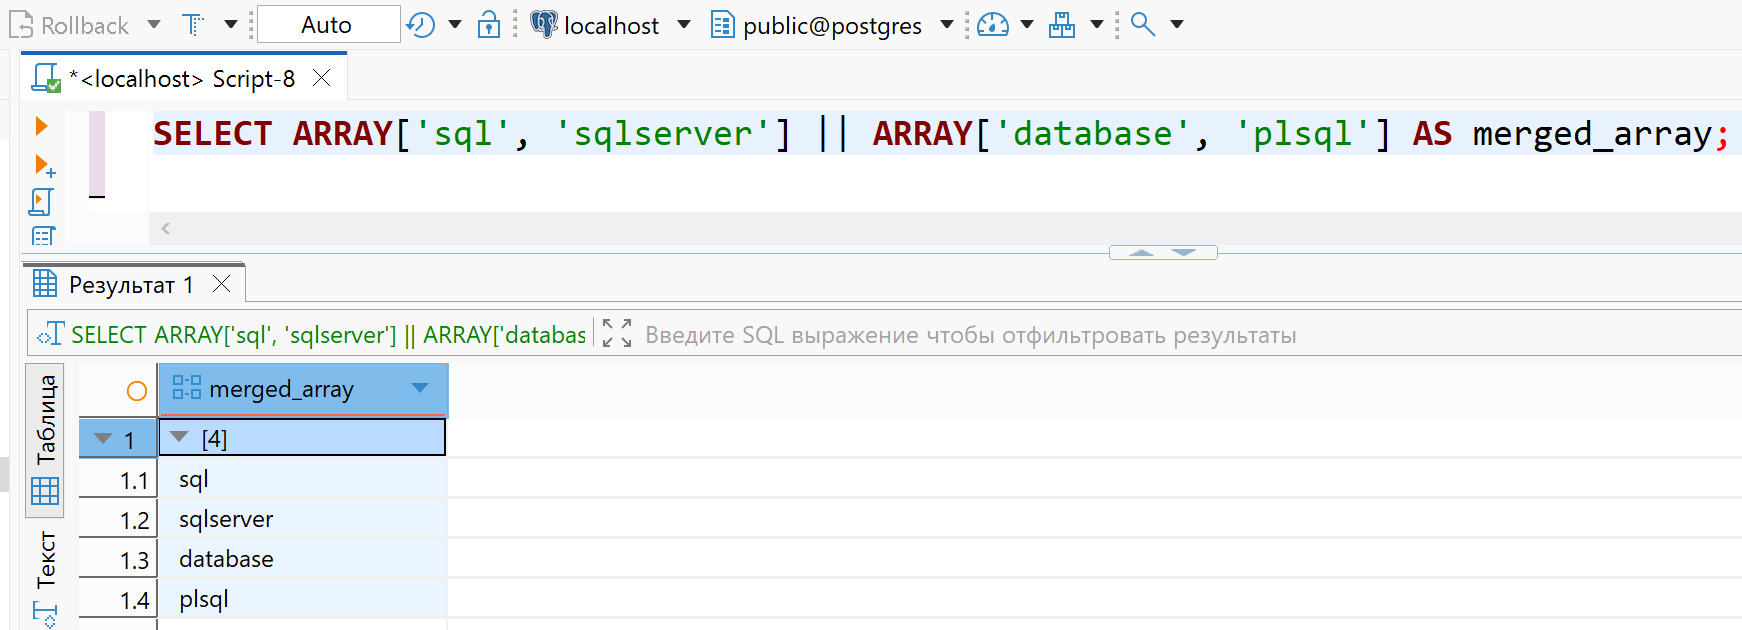 Rollback Auto localhost public@postgres
*<localhost> Script-8
SELECT ARRAY['sql', 'sqlserver'] || ARRAY['database', 'plsql'] AS merged_array;
Результат 1
SELECT ARRAY['sql', 'sqlserver'] || ARRAY['databas Введите SQL выражение чтобы отфильтровать результаты
Таблица
Текст
merged_array
1 [4]
1.1 sql
1.2 sqlserver
1.3 database
1.4 plsql